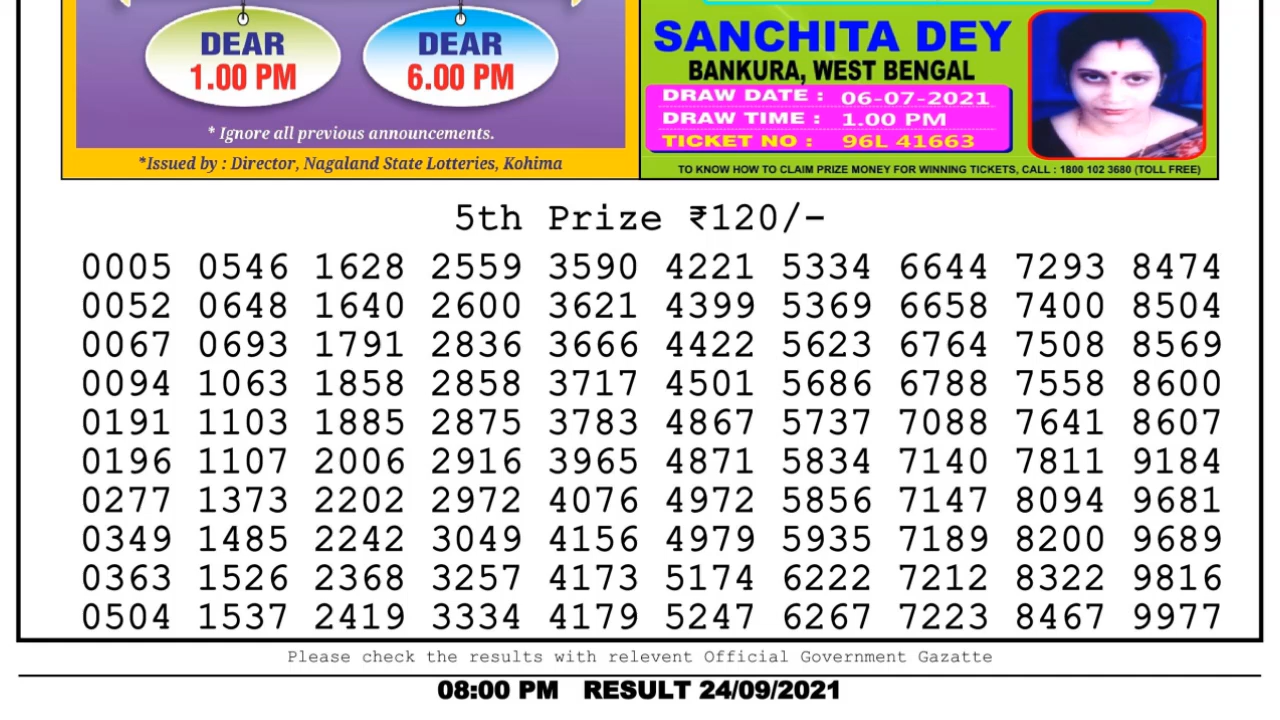 DEAR
1.00 PM
DEAR
6.00 PM
* Ignore all previous announcements.
*Issued by : Director, Nagaland State Lotteries, Kohima
SANCHITA DEY
BANKURA, WEST BENGAL
DRAW DATE : 06-07-2021
DRAW TIME : 1.00 PM
TICKET NO : 96L 41663
TO KNOW HOW TO CLAIM PRIZE MONEY FOR WINNING TICKETS, CALL : 1800 102 3680 (TOLL FREE)
5th Prize ₹120/-
0005 0546 1628 2559 3590 4221 5334 6644 7293 8474
0052 0648 1640 2600 3621 4399 5369 6658 7400 8504
0067 0693 1791 2836 3666 4422 5623 6764 7508 8569
0094 1063 1858 2858 3717 4501 5686 6788 7558 8600
0191 1103 1885 2875 3783 4867 5737 7088 7641 8607
0196 1107 2006 2916 3965 4871 5834 7140 7811 9184
0277 1373 2202 2972 4076 4972 5856 7147 8094 9681
0349 1485 2242 3049 4156 4979 5935 7189 8200 9689
0363 1526 2368 3257 4173 5174 6222 7212 8322 9816
0504 1537 2419 3334 4179 5247 6267 7223 8467 9977
Please check the results with relevent Official Government Gazatte
08:00 PM RESULT 24/09/2021